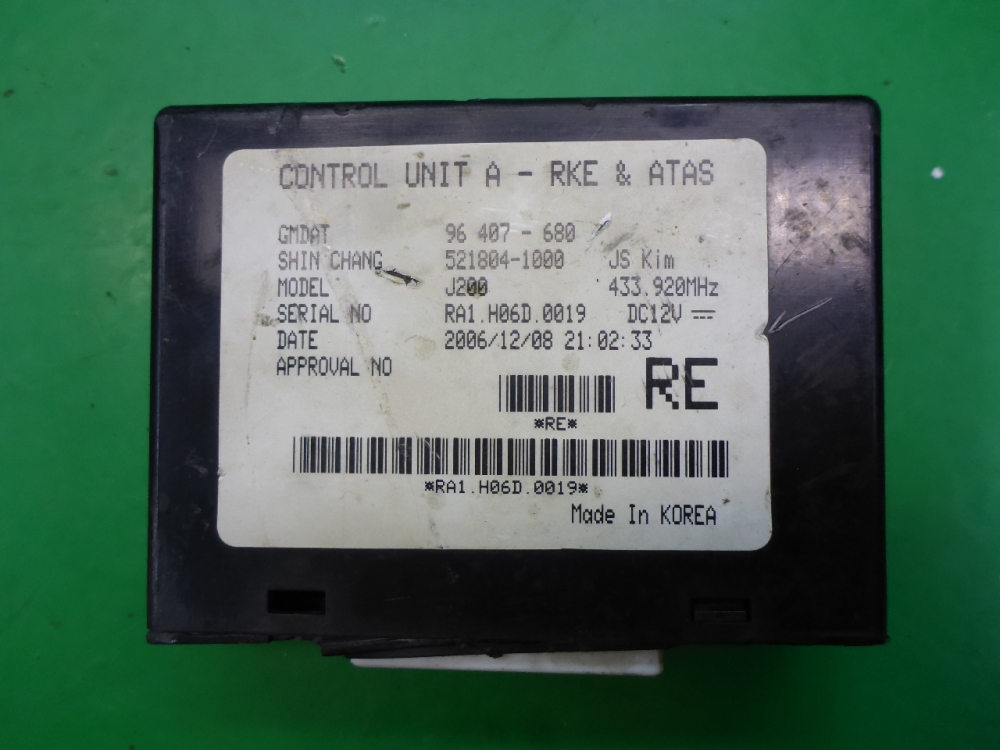 CONTROL UNIT A - RKE & ATAS
GMDAT 96 407 - 680
SHIN CHANG 521804-1000 JS Kim
MODEL J200 433.920MHz
SERIAL NO RA1.H06D.0019 DC12V ⎓
DATE 2006/12/08 21:02:33
APPROVAL NO
RE
*RE*
*RA1.H06D.0019*
Made In KOREA